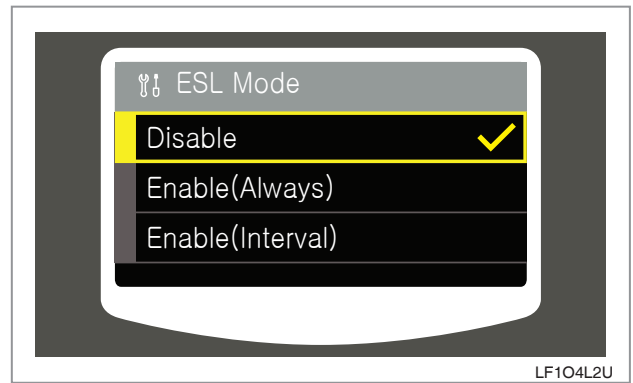 ESL Mode
Disable
Enable(Always)
Enable(Interval)
LF1O4L2U